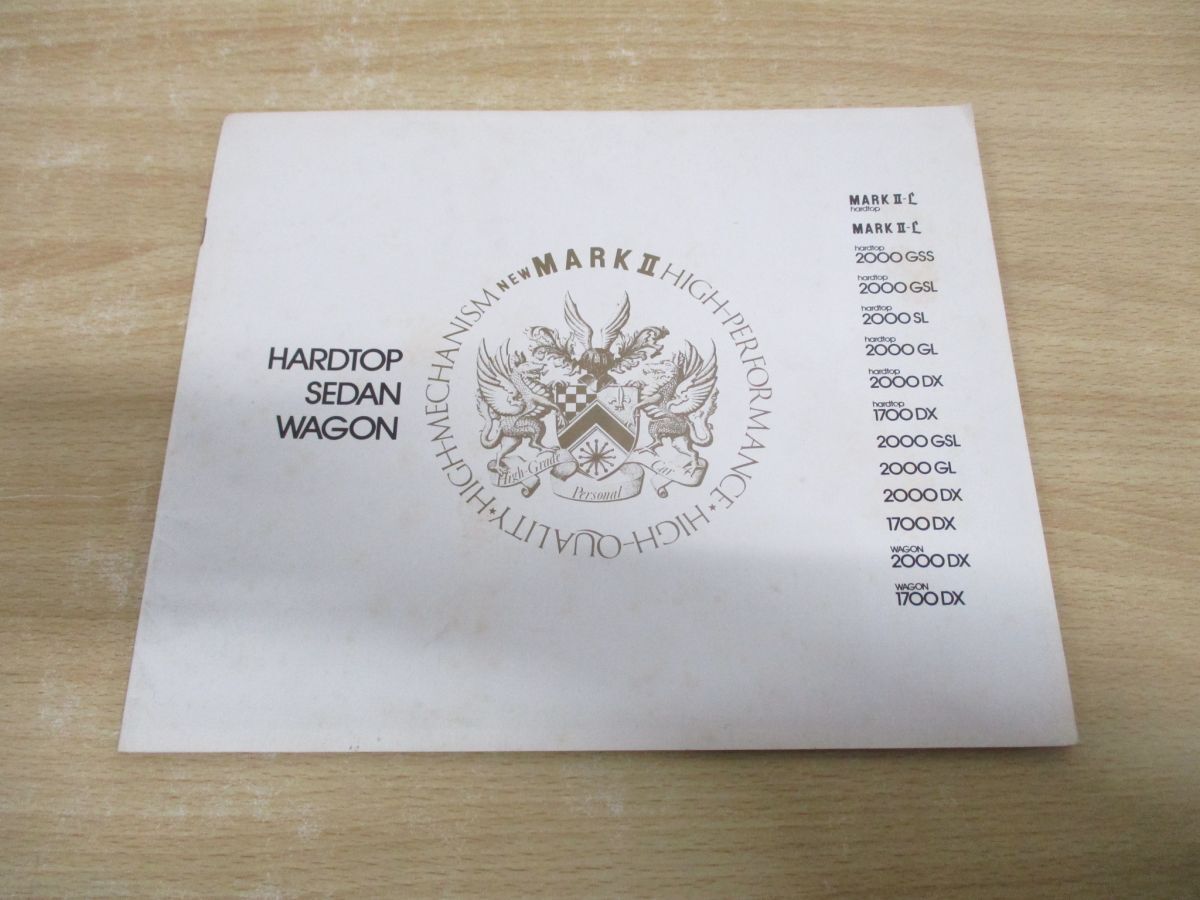 HARDTOP
SEDAN
WAGON
NEW MARK II HIGH-PERFORMANCE★HIGH-QUALITY★HIGH-MECHANISM
High-Grade Personal Car
MARK II-L
hardtop
MARK II-L
hardtop
2000 GSS
hardtop
2000 GSL
hardtop
2000 SL
hardtop
2000 GL
hardtop
2000 DX
hardtop
1700 DX
2000 GSL
2000 GL
2000 DX
1700 DX
WAGON
2000 DX
WAGON
1700 DX